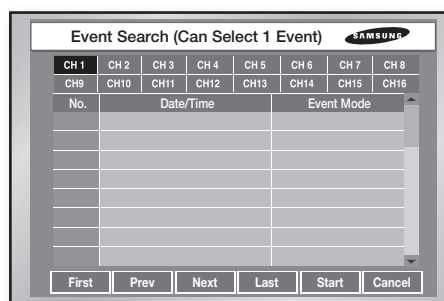 Event Search (Can Select 1 Event) SAMSUNG
CH 1 CH 2 CH 3 CH 4 CH 5 CH 6 CH 7 CH 8
CH9 CH10 CH11 CH12 CH13 CH14 CH15 CH16
No. Date/Time Event Mode
First Prev Next Last Start Cancel